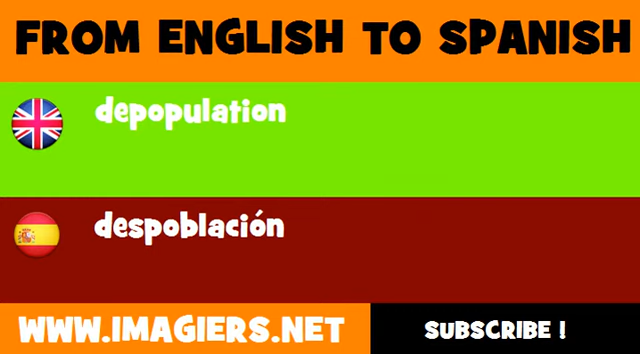 FROM ENGLISH TO SPANISH
depopulation
despoblación
WWW.IMAGIERS.NET
SUBSCRIBE !